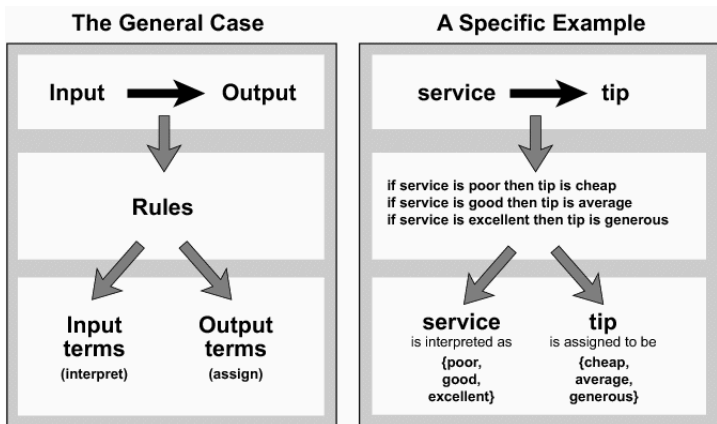 The General Case
Input Output
Rules
Input
terms
(interpret)
Output
terms
(assign)
A Specific Example
service tip
if service is poor then tip is cheap
if service is good then tip is average
if service is excellent then tip is generous
service
is interpreted as
{poor,
good,
excellent}
tip
is assigned to be
{cheap,
average,
generous}